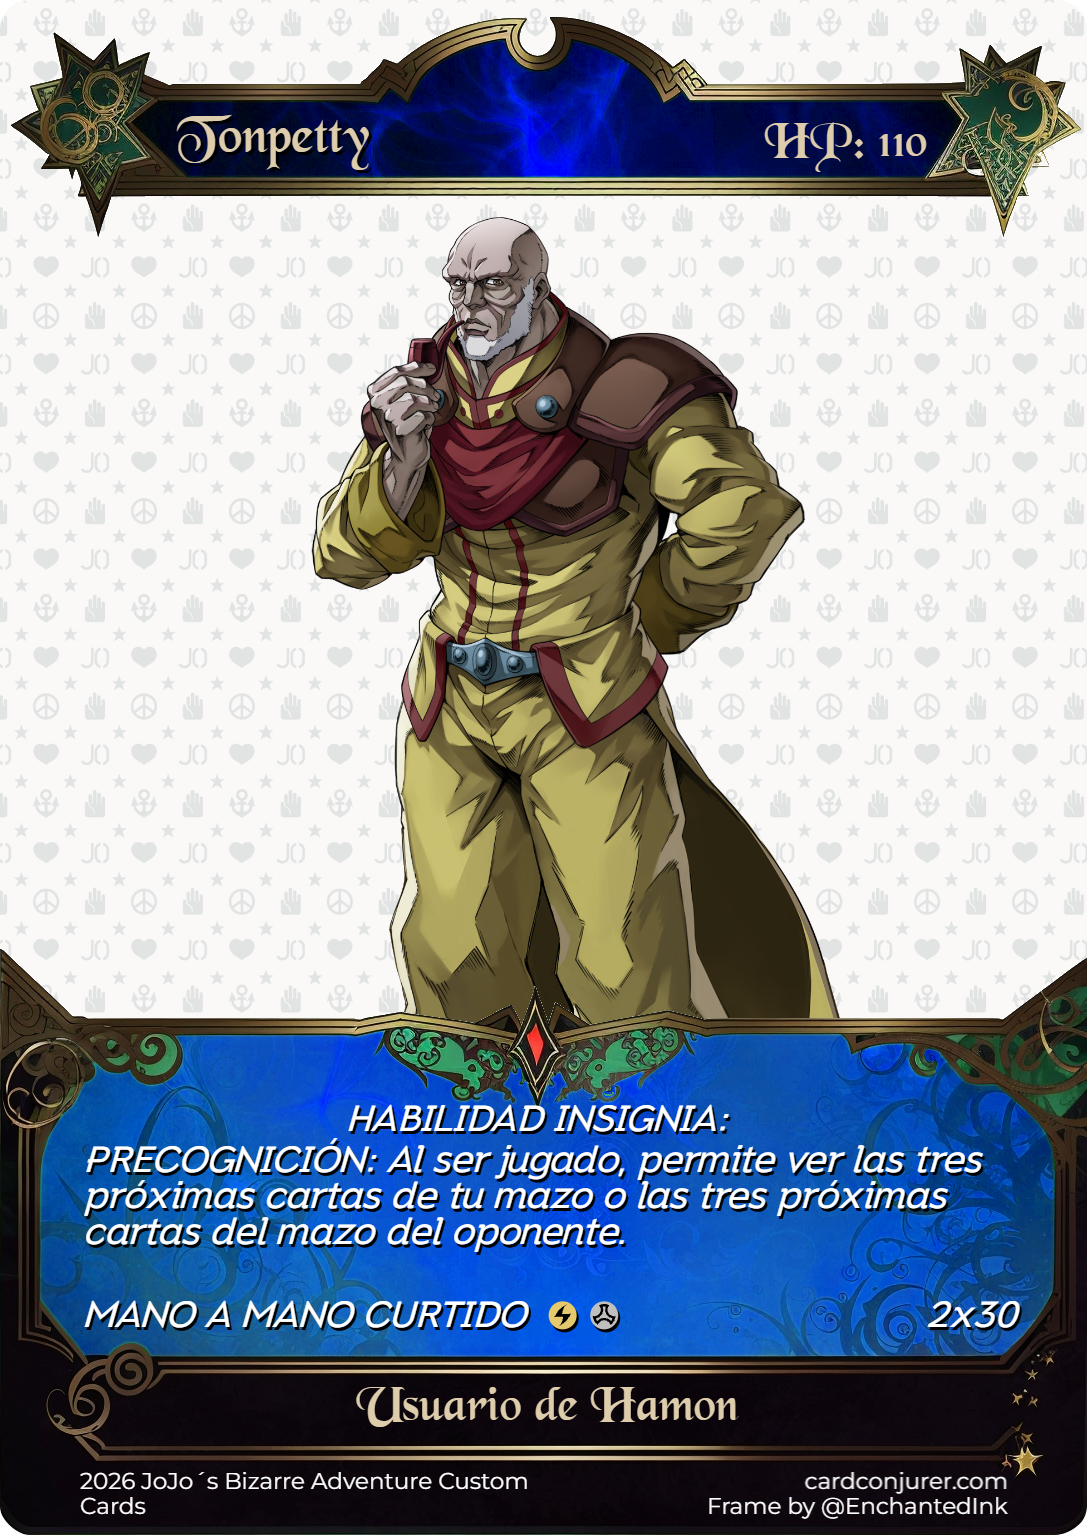 Tonpetty
HP: 110
HABILIDAD INSIGNIA:
PRECOGNICIÓN: Al ser jugado, permite ver las tres
próximas cartas de tu mazo o las tres próximas
cartas del mazo del oponente.
MANO A MANO CURTIDO 2x30
Usuario de Hamon
2026 JoJo´s Bizarre Adventure Custom
Cards
cardconjurer.com
Frame by @EnchantedInk